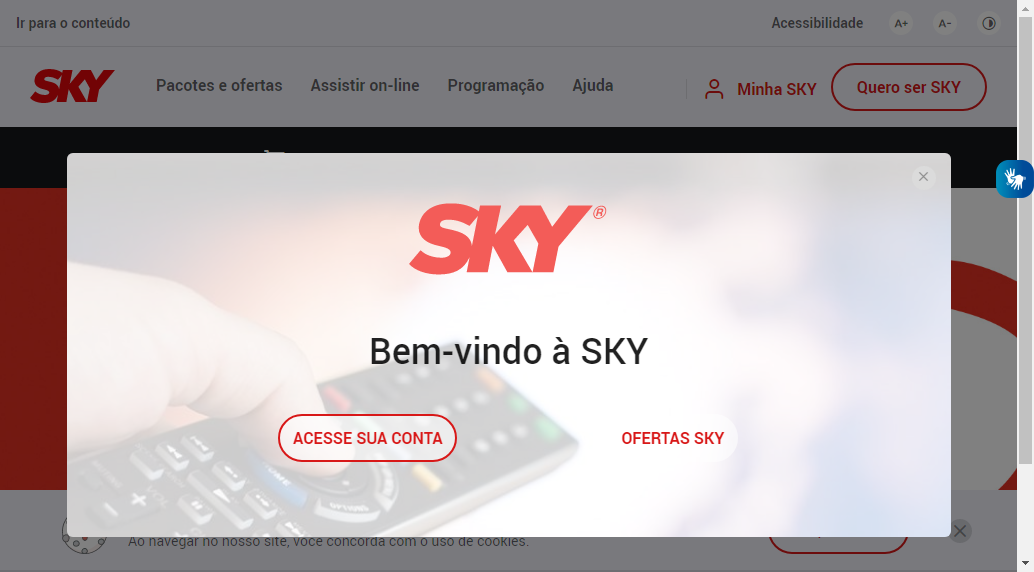 Ir para o conteúdo
Acessibilidade
A+
A-
SKY
Pacotes e ofertas
Assistir on-line
Programação
Ajuda
Minha SKY
Quero ser SKY
SKY®
Bem-vindo à SKY
ACESSE SUA CONTA
OFERTAS SKY
Ao navegar no nosso site, você concorda com o uso de cookies.